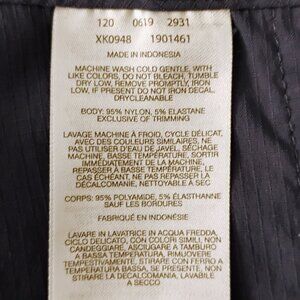 120 0619 2931
XK0948 1901461
MADE IN INDONESIA
MACHINE WASH COLD GENTLE, WITH
LIKE COLORS, DO NOT BLEACH, TUMBLE
DRY LOW, REMOVE PROMPTLY, IRON
LOW, IF PRESENT DO NOT IRON DECAL,
DRYCLEANABLE
BODY: 95% NYLON, 5% ELASTANE
EXCLUSIVE OF TRIMMING
LAVAGE MACHINE À FROID, CYCLE DÉLICAT,
AVEC DES COULEURS SIMILAIRES, NE
PAS UTILISER D'EAU DE JAVEL, SÉCHAGE
MACHINE, BASSE TEMPÉRATURE, SORTIR
IMMÉDIATEMENT DE LA MACHINE,
REPASSER À BASSE TEMPÉRATURE, LE
CAS ÉCHÉANT, NE PAS REPASSER LA
DÉCALCOMANIE, NETTOYABLE À SEC
CORPS: 95% POLYAMIDE, 5% ÉLASTHANNE
SAUF LES BORDURES
FABRIQUÉ EN INDONÉSIE
LAVARE IN LAVATRICE IN ACQUA FREDDA,
CICLO DELICATO, CON COLORI SIMILI, NON
CANDEGGIARE, ASCIUGARE A TAMBURO
A BASSA TEMPERATURA, RIMUOVERE
TEMPESTIVAMENTE, STIRARE CON FERRO A
TEMPERATURA BASSA, SE PRESENTE, NON
STIRARE LA DECALCOMANIA, LAVABILE
A SECCO